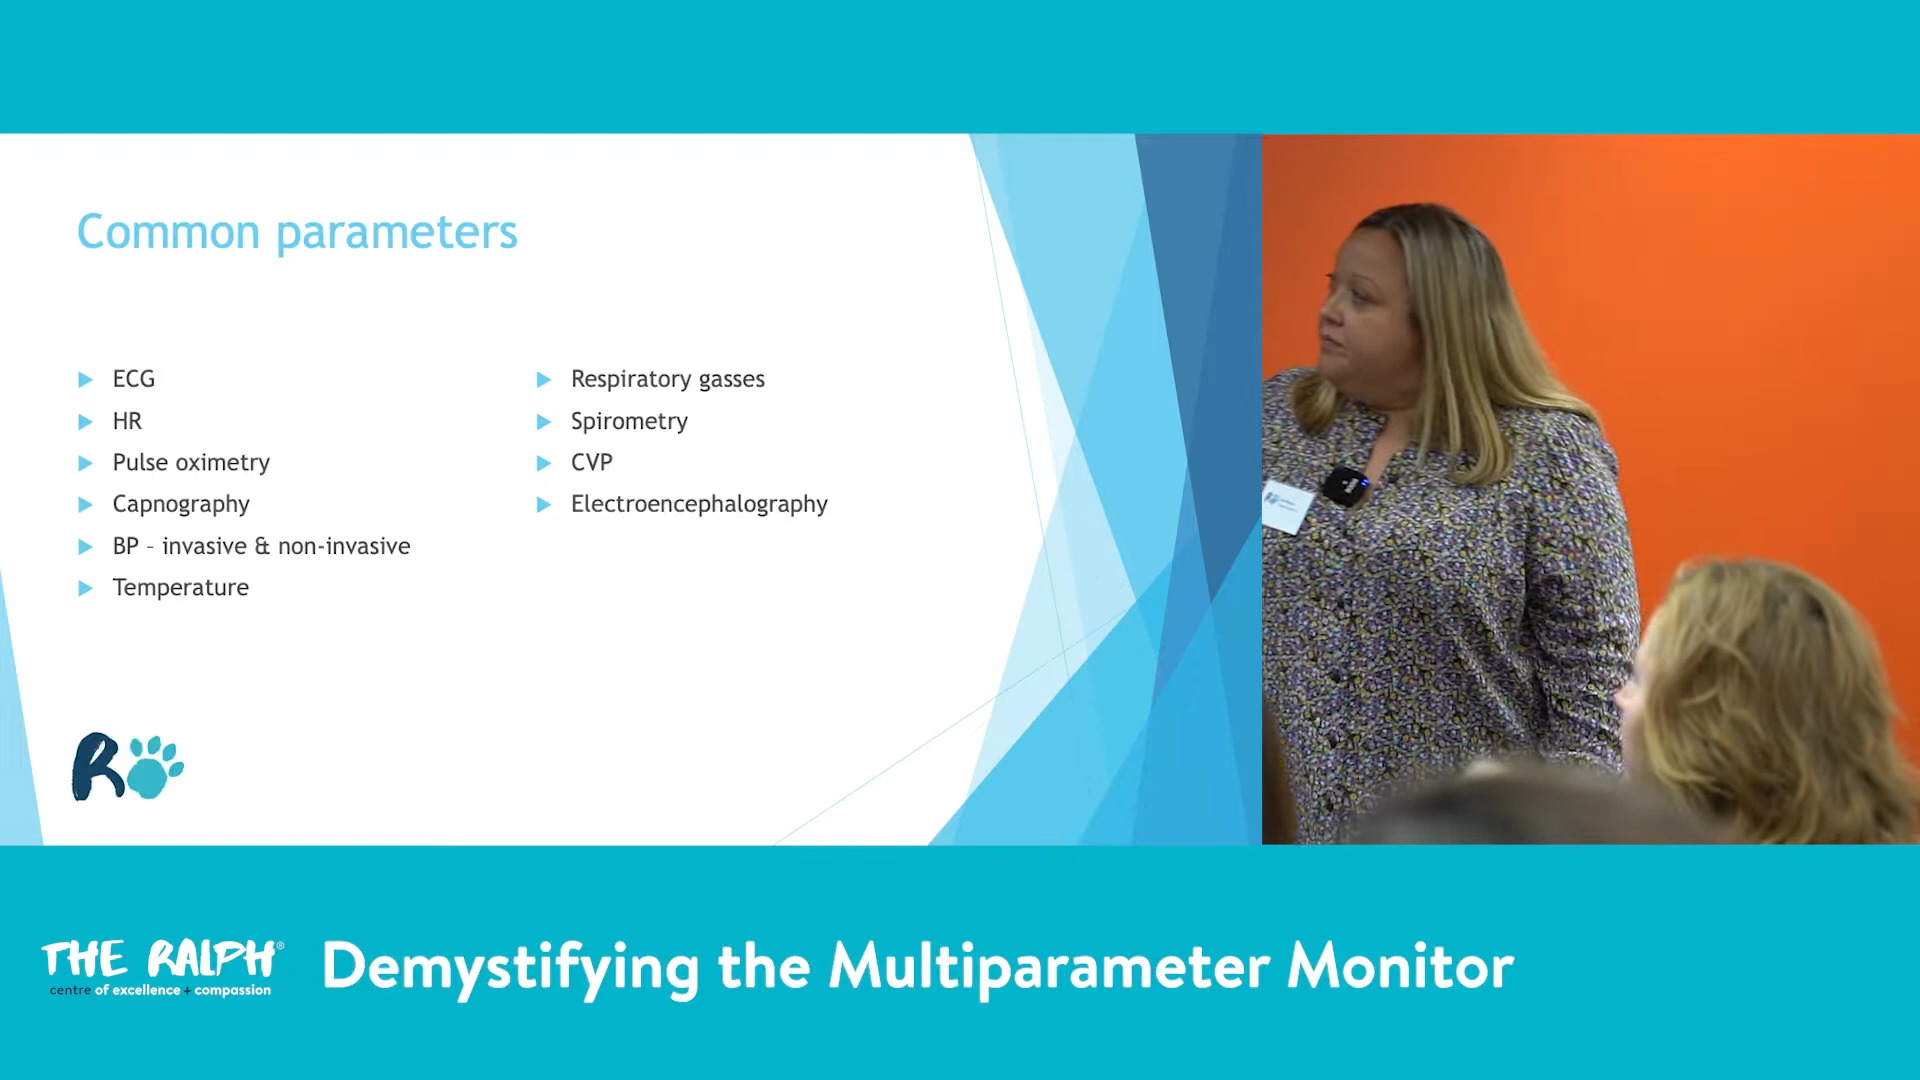 Common parameters
ECG
HR
Pulse oximetry
Capnography
BP – invasive & non-invasive
Temperature
Respiratory gasses
Spirometry
CVP
Electroencephalography
R
THE RALPH®
centre of excellence + compassion
Demystifying the Multiparameter Monitor